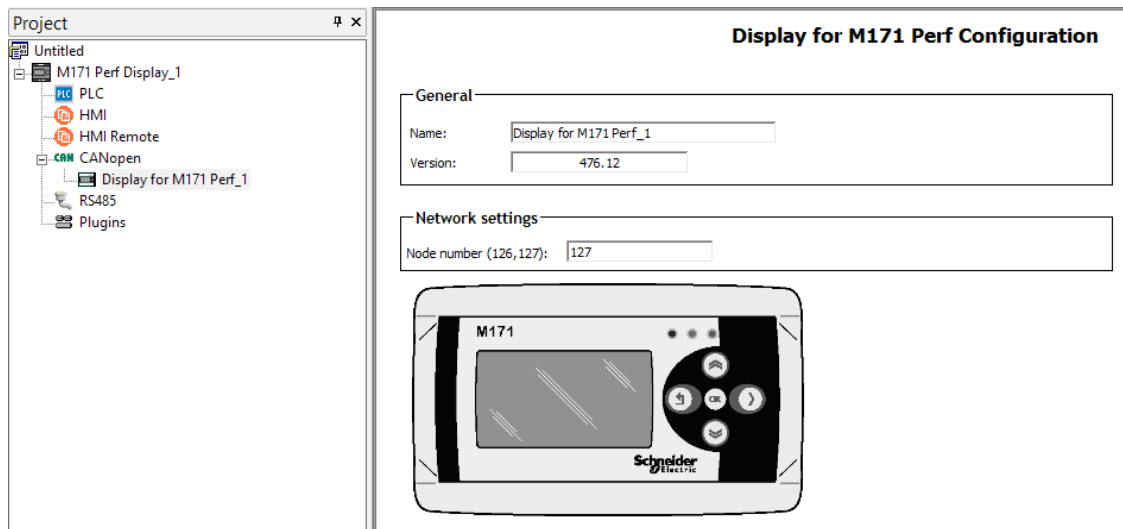 Project
Untitled
M171 Perf Display_1
PLC PLC
HMI
HMI Remote
CAN CANopen
Display for M171 Perf_1
RS485
Plugins
Display for M171 Perf Configuration
General
Name: Display for M171 Perf_1
Version: 476.12
Network settings
Node number (126,127): 127
M171
OK
Schneider
Electric